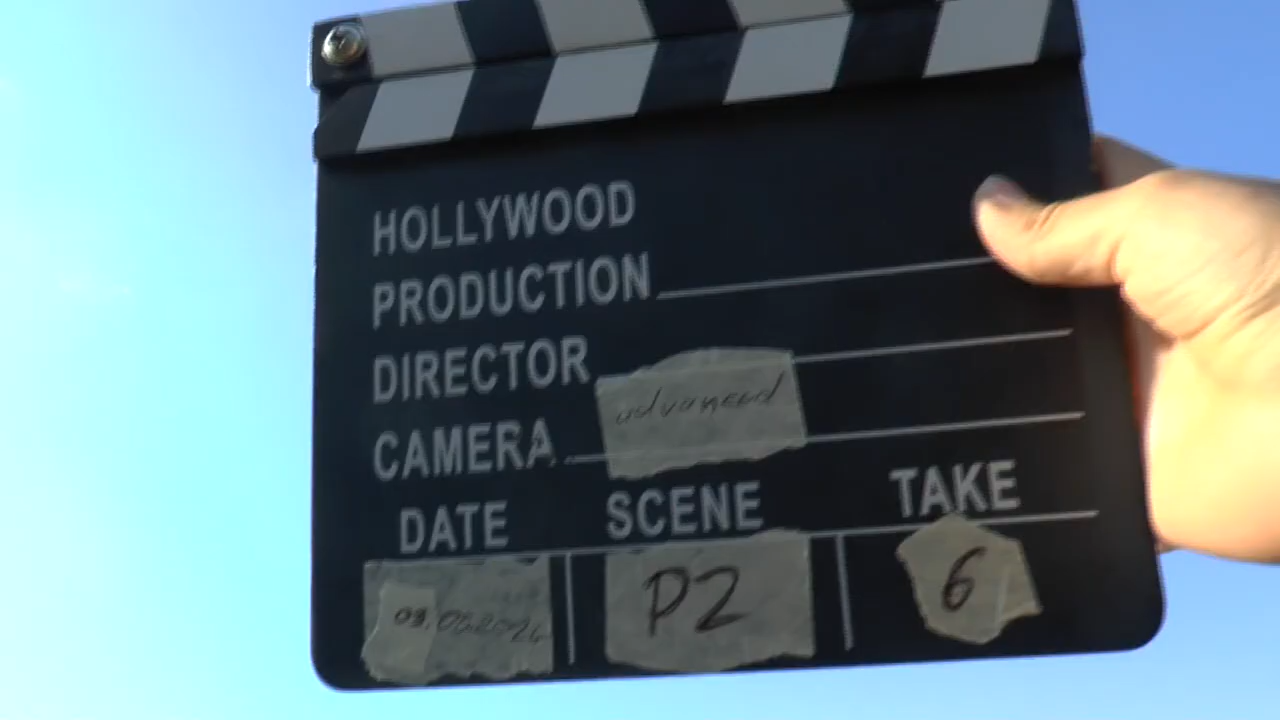 HOLLYWOOD
PRODUCTION
DIRECTOR
advanced
CAMERA
DATE SCENE TAKE
P2 6